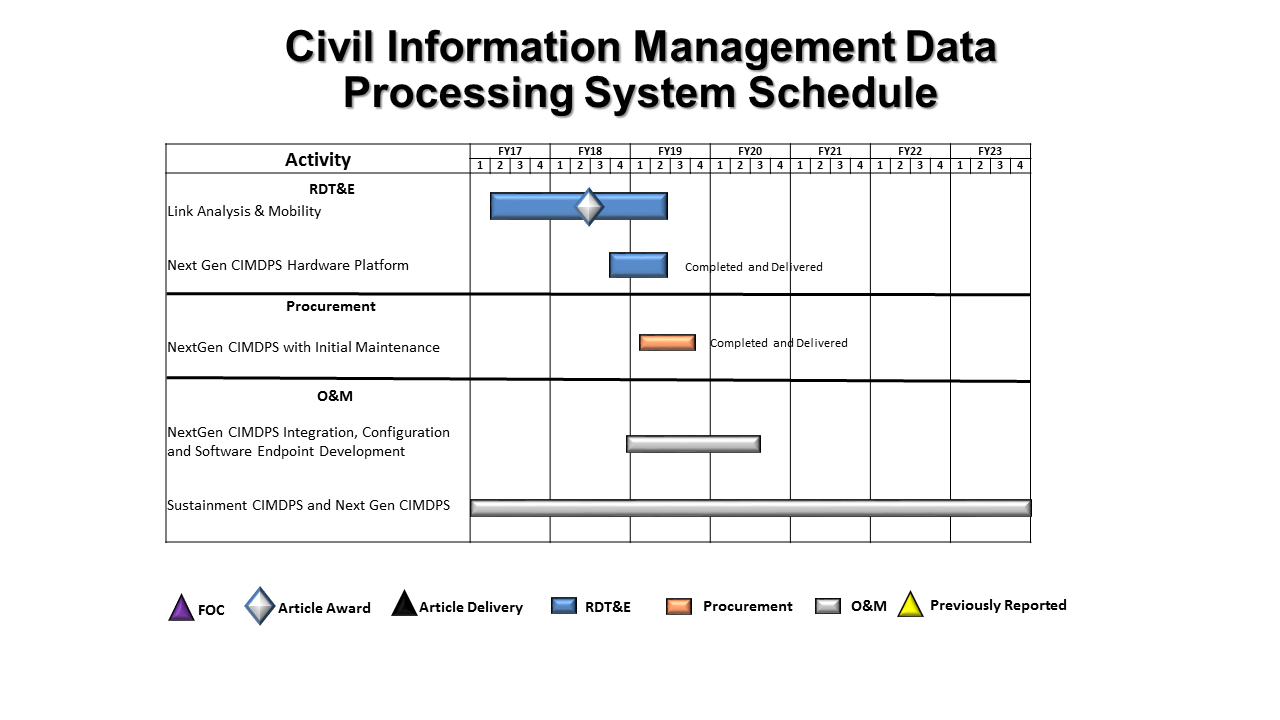 Civil Information Management Data
Processing System Schedule
Activity
FY17 FY18 FY19 FY20 FY21 FY22 FY23
1 2 3 4 1 2 3 4 1 2 3 4 1 2 3 4 1 2 3 4 1 2 3 4 1 2 3 4
RDT&E
Link Analysis & Mobility
Next Gen CIMDPS Hardware Platform
Completed and Delivered
Procurement
NextGen CIMDPS with Initial Maintenance
Completed and Delivered
O&M
NextGen CIMDPS Integration, Configuration
and Software Endpoint Development
Sustainment CIMDPS and Next Gen CIMDPS
FOC Article Award Article Delivery RDT&E Procurement O&M Previously Reported